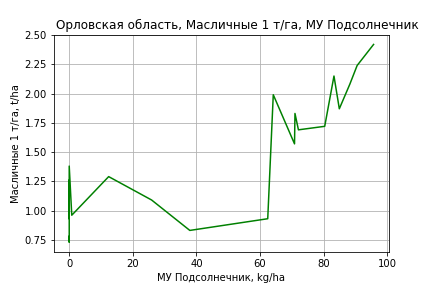 Орловская область, Масличные 1 т/га, МУ Подсолнечник
Масличные 1 т/га, t/ha
2.50
2.25
2.00
1.75
1.50
1.25
1.00
0.75
0 20 40 60 80 100
МУ Подсолнечник, kg/ha